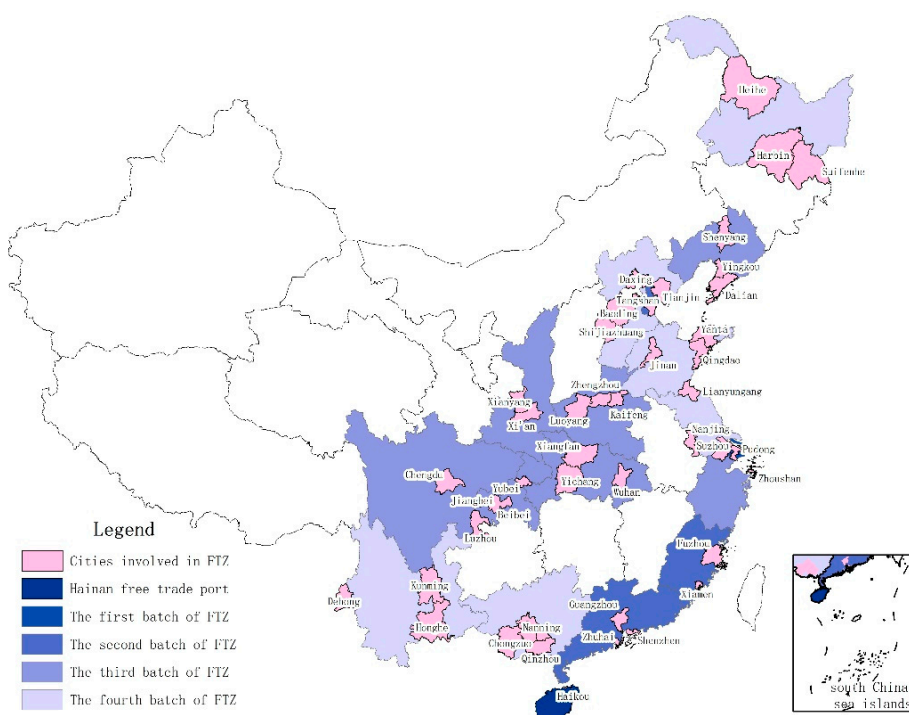 Heihe
Harbin
Suifenhe
Shenyang
Yingkou
Dalian
Daxing
Tangshan
Tianjin
Baoding
Shijiazhuang
Yantai
Qingdao
Jinan
Lianyungang
Zhengzhou
Kaifeng
Luoyang
Xianyang
Xi'an
Xiangfan
Nanjing
Suzhou
Pudong
Zhoushan
Chengdu
Yubei
Yichang
Wuhan
Jiangbei
Beibei
Luzhou
Fuzhou
Kunming
Dehong
Honghe
Xiamen
Guangzhou
Nanning
Chongzuo
Zhuhai
Shenzhen
Qinzhou
Haikou
Legend
Cities involved in FTZ
Hainan free trade port
The first batch of FTZ
The second batch of FTZ
The third batch of FTZ
The fourth batch of FTZ
south China
sea islands